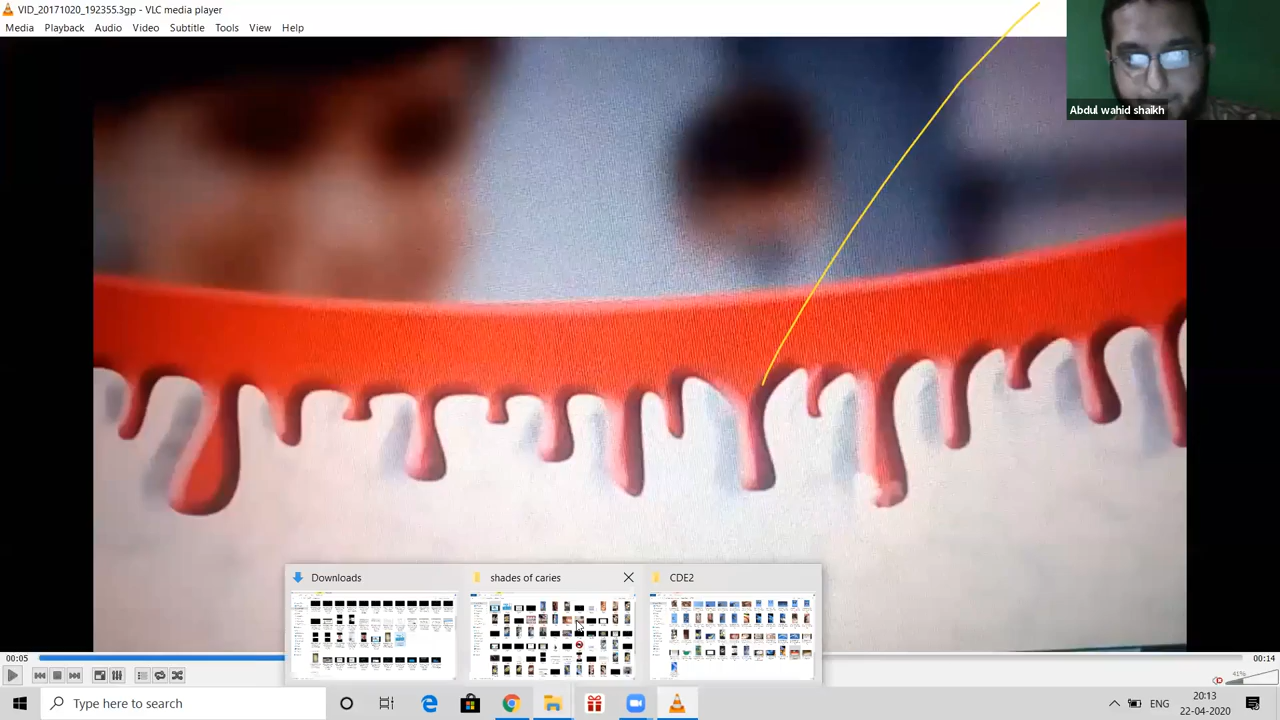 VID_20171020_192355.3gp - VLC media player
Media Playback Audio Video Subtitle Tools View Help
Abdul wahid shaikh
Downloads
shades of caries
CDE2
00:05
00:14
41%
Type here to search
ENG
20:13
22-04-2020